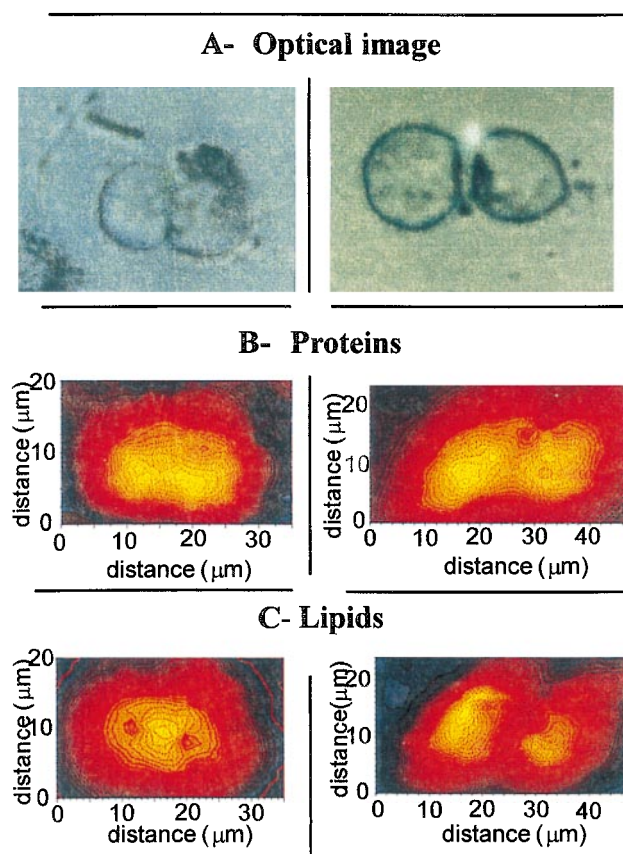 A- Optical image
B- Proteins
distance (μm)
20
10
0
0 10 20 30
distance (μm)
distance (μm)
20
10
0
0 10 20 30 40
distance (μm)
C- Lipids
distance (μm)
20
10
0
0 10 20 30
distance (μm)
distance(μm)
20
10
0
0 10 20 30 40
distance (μm)